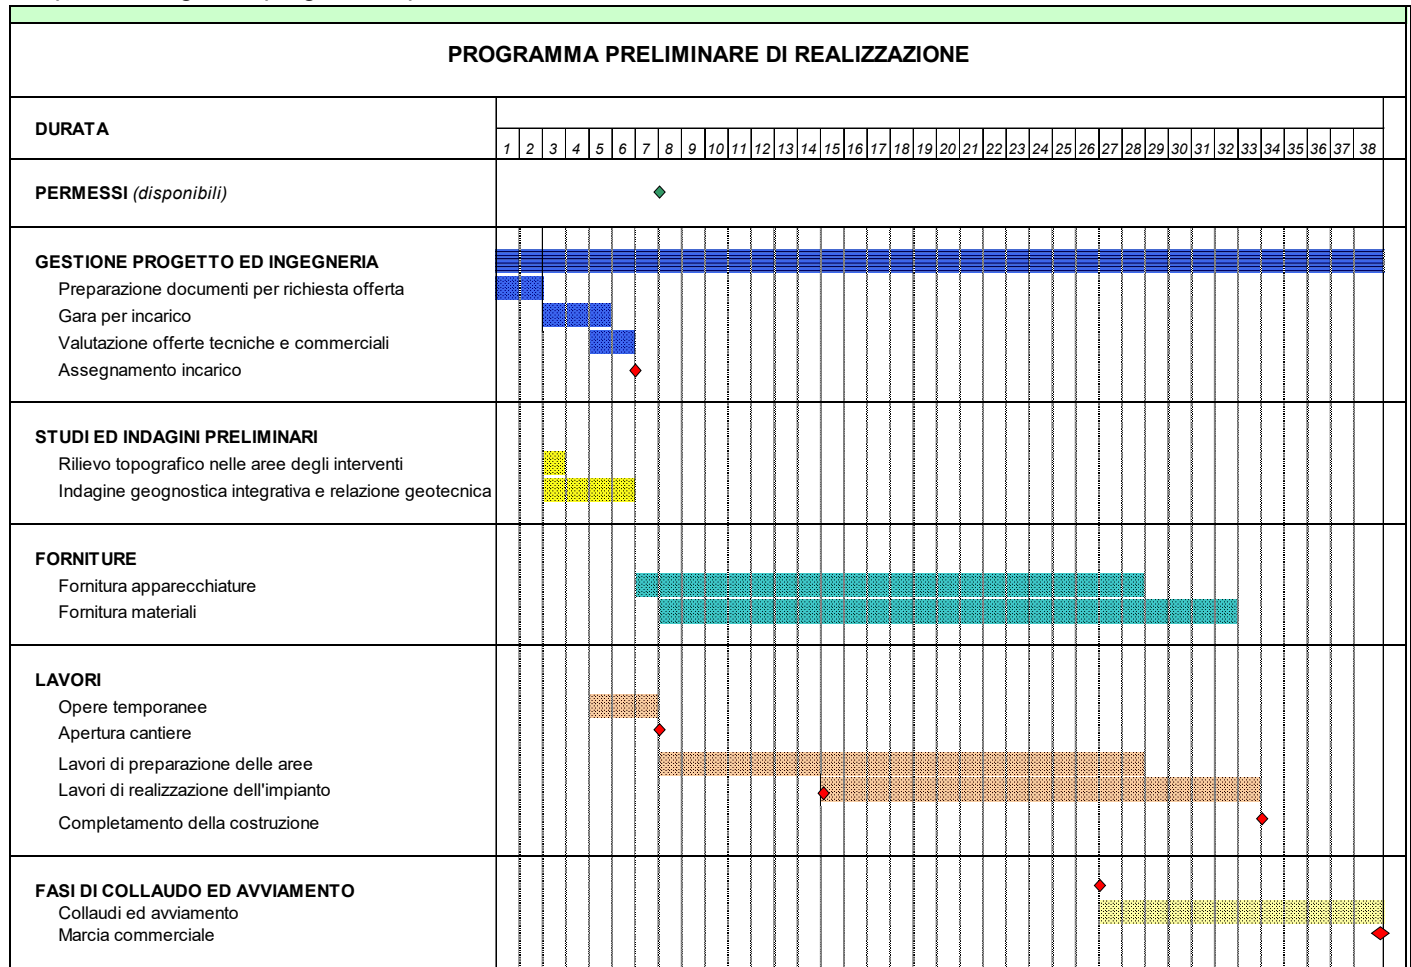 PROGRAMMA PRELIMINARE DI REALIZZAZIONE
DURATA
1 2 3 4 5 6 7 8 9 10 11 12 13 14 15 16 17 18 19 20 21 22 23 24 25 26 27 28 29 30 31 32 33 34 35 36 37 38
PERMESSI (disponibili)
GESTIONE PROGETTO ED INGEGNERIA
Preparazione documenti per richiesta offerta
Gara per incarico
Valutazione offerte tecniche e commerciali
Assegnamento incarico
STUDI ED INDAGINI PRELIMINARI
Rilievo topografico nelle aree degli interventi
Indagine geognostica integrativa e relazione geotecnica
FORNITURE
Fornitura apparecchiature
Fornitura materiali
LAVORI
Opere temporanee
Apertura cantiere
Lavori di preparazione delle aree
Lavori di realizzazione dell'impianto
Completamento della costruzione
FASI DI COLLAUDO ED AVVIAMENTO
Collaudi ed avviamento
Marcia commerciale